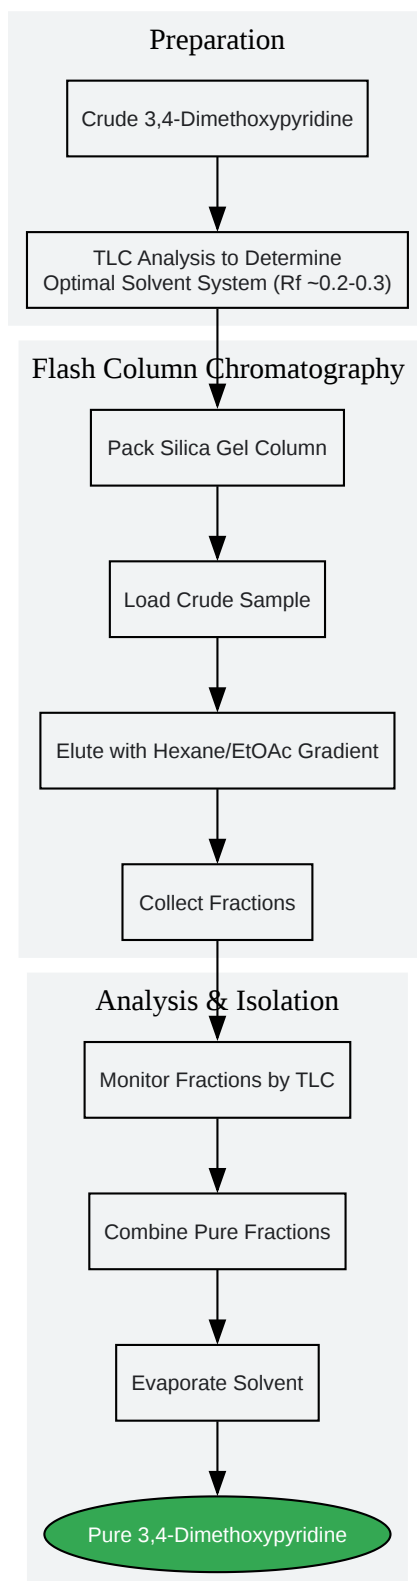 Preparation
Crude 3,4-Dimethoxypyridine
TLC Analysis to Determine
Optimal Solvent System (Rf ~0.2-0.3)
Flash Column Chromatography
Pack Silica Gel Column
Load Crude Sample
Elute with Hexane/EtOAc Gradient
Collect Fractions
Analysis & Isolation
Monitor Fractions by TLC
Combine Pure Fractions
Evaporate Solvent
Pure 3,4-Dimethoxypyridine